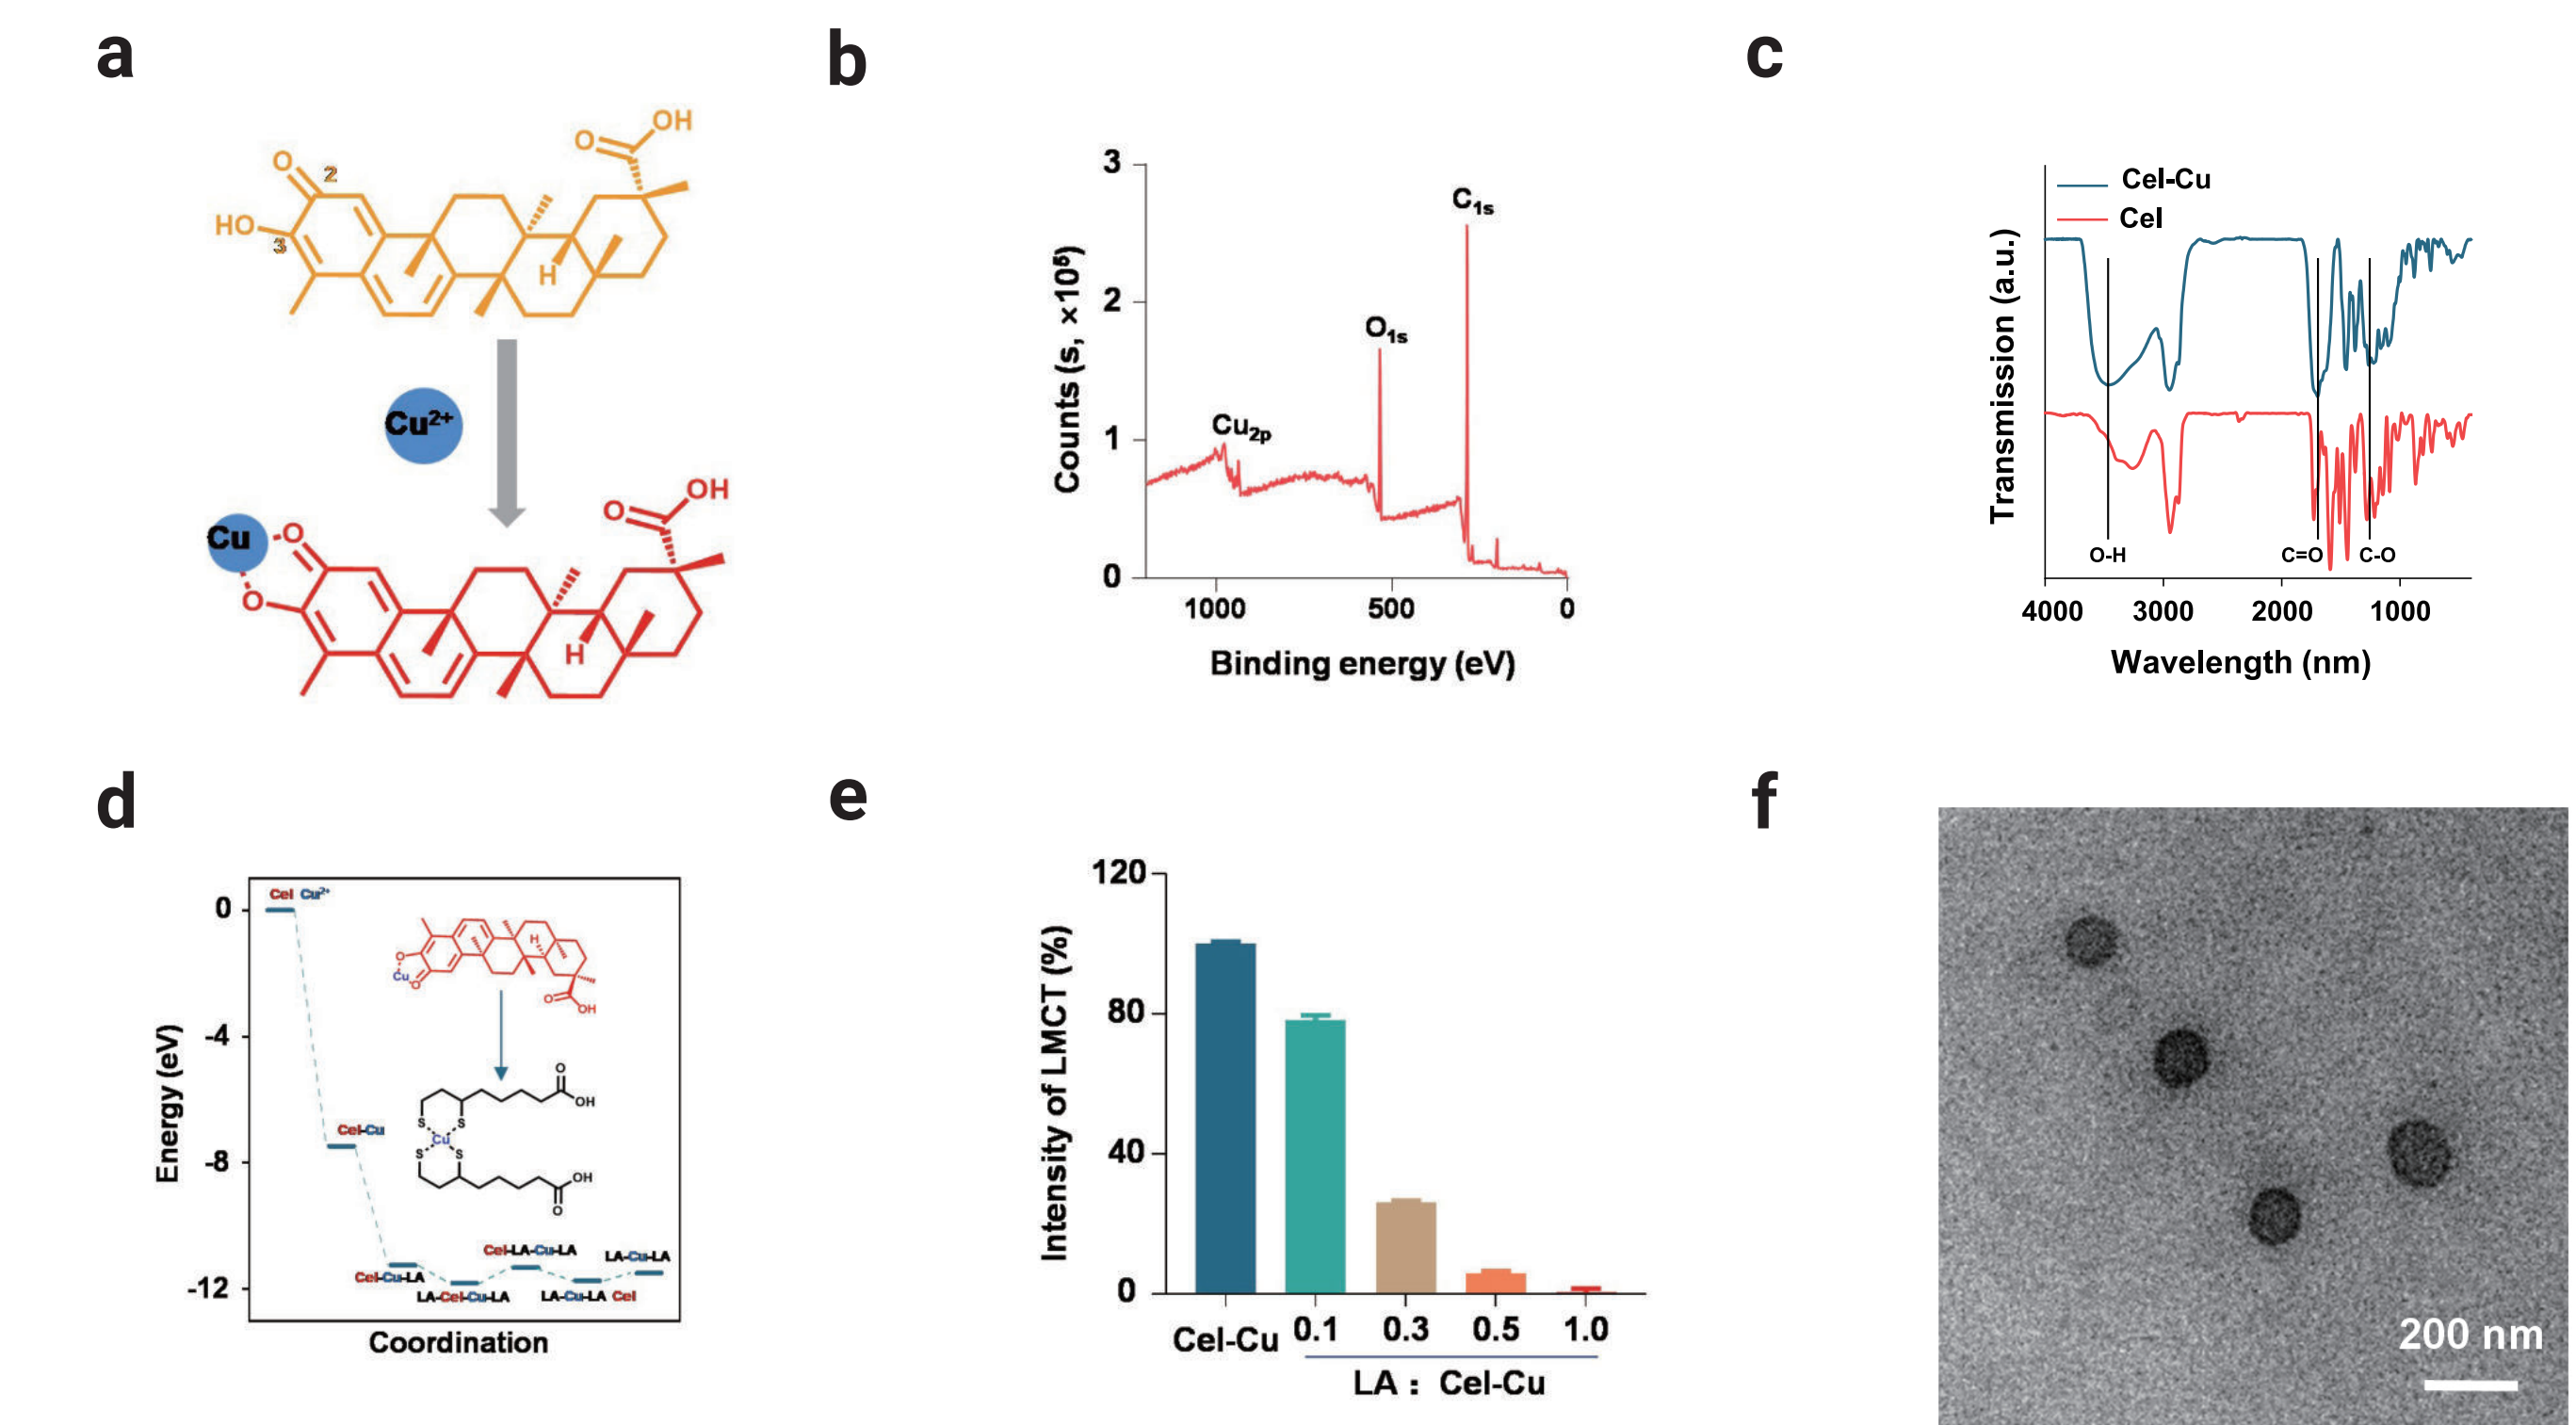 a
O
OH
O
2
HO
3
H
Cu2+
O
OH
Cu
O
O
H
b
3
2
1
0
Counts (s, ×10⁵)
C1s
O1s
Cu2p
1000
500
0
Binding energy (eV)
c
Cel-Cu
Cel
Transmission (a.u.)
O-H
C=O
C-O
4000
3000
2000
1000
Wavelength (nm)
d
0
-4
-8
-12
Energy (eV)
Cel Cu2+
Cel-Cu
Cel-Cu-LA
LA-Cel-Cu-LA
Cel-LA-Cu-LA
LA-Cu-LA Cel
LA-Cu-LA
H
O
Cu
O
O
OH
O
OH
S
S
Cu
S
S
OH
O
Coordination
e
120
80
40
0
Intensity of LMCT (%)
Cel-Cu
0.1
0.3
0.5
1.0
LA : Cel-Cu
f
200 nm